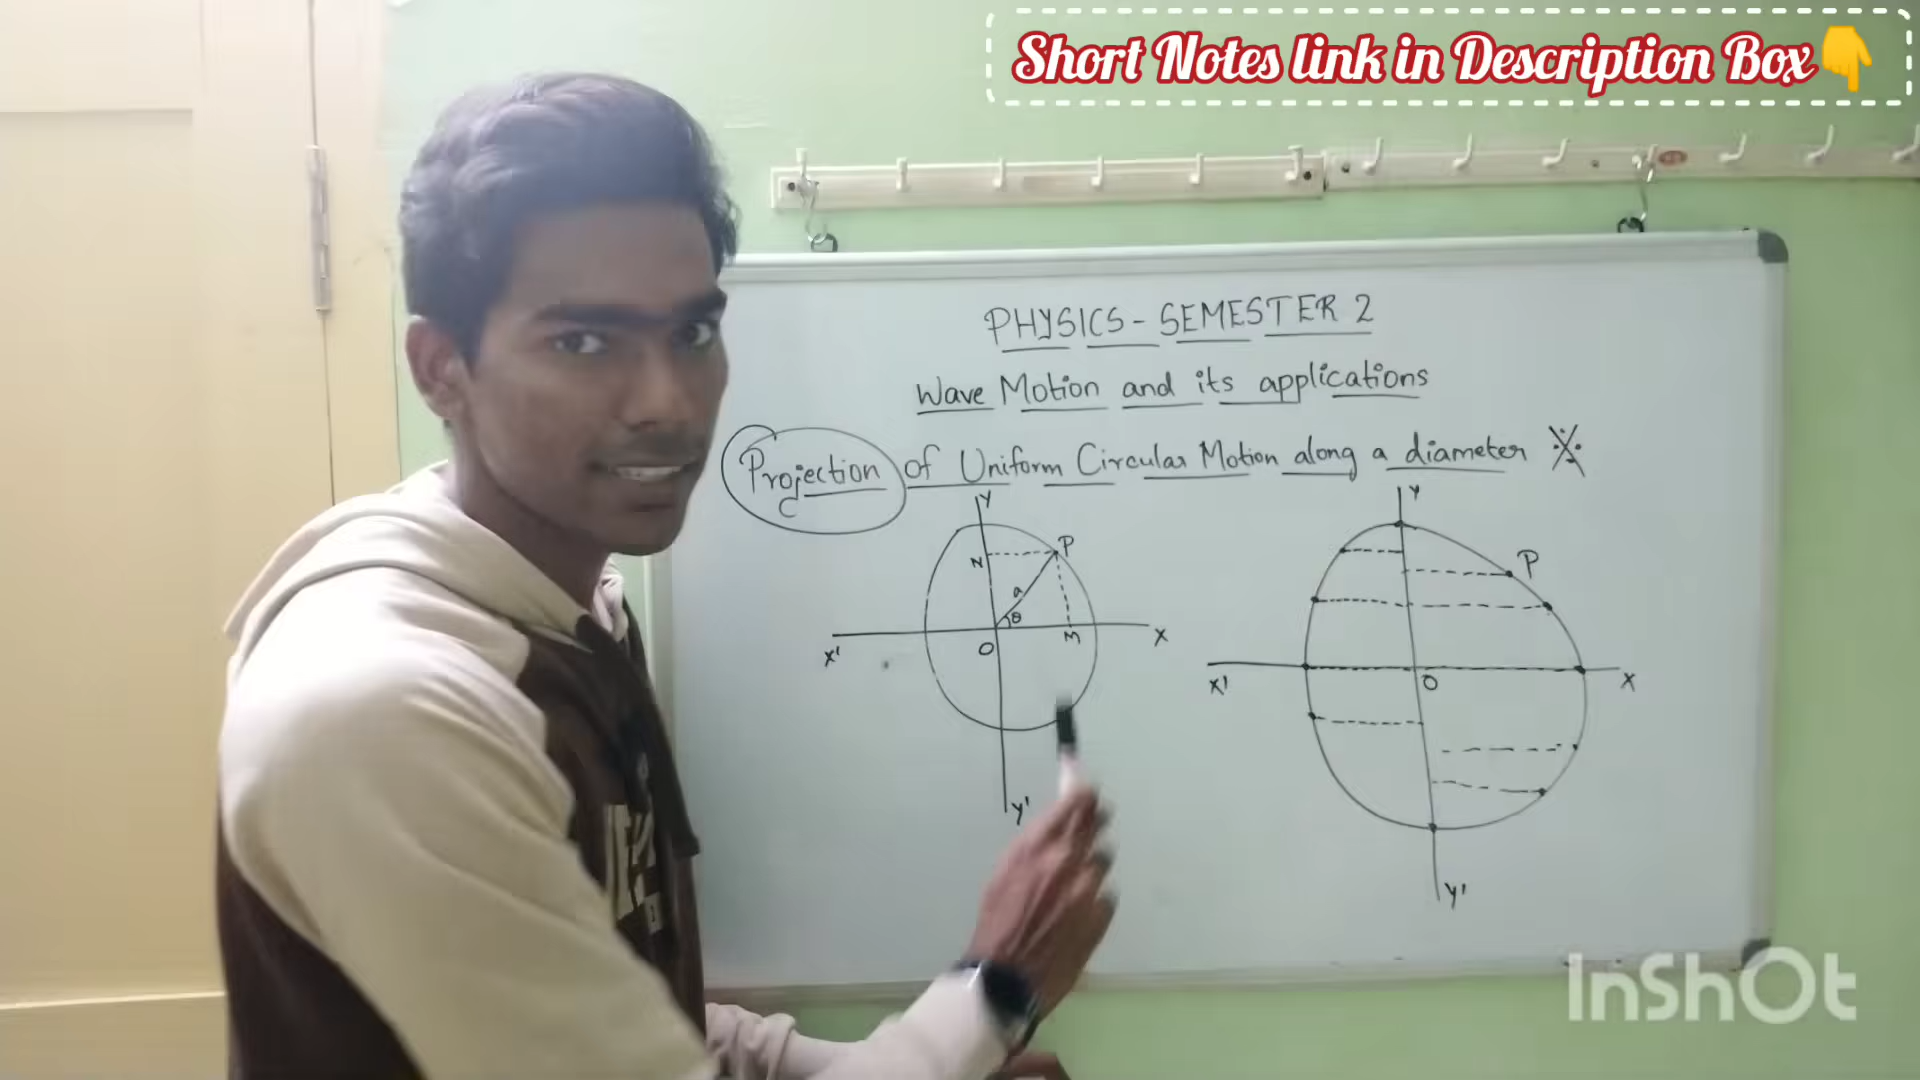 Short Notes link in Description Box👇
PHYSICS - SEMESTER 2
Wave Motion and its applications
Projection of Uniform Circular Motion along a diameter
Y
N
P
a
θ
X'
O
M
X
Y'
Y
P
X'
O
X
Y'
InShOt